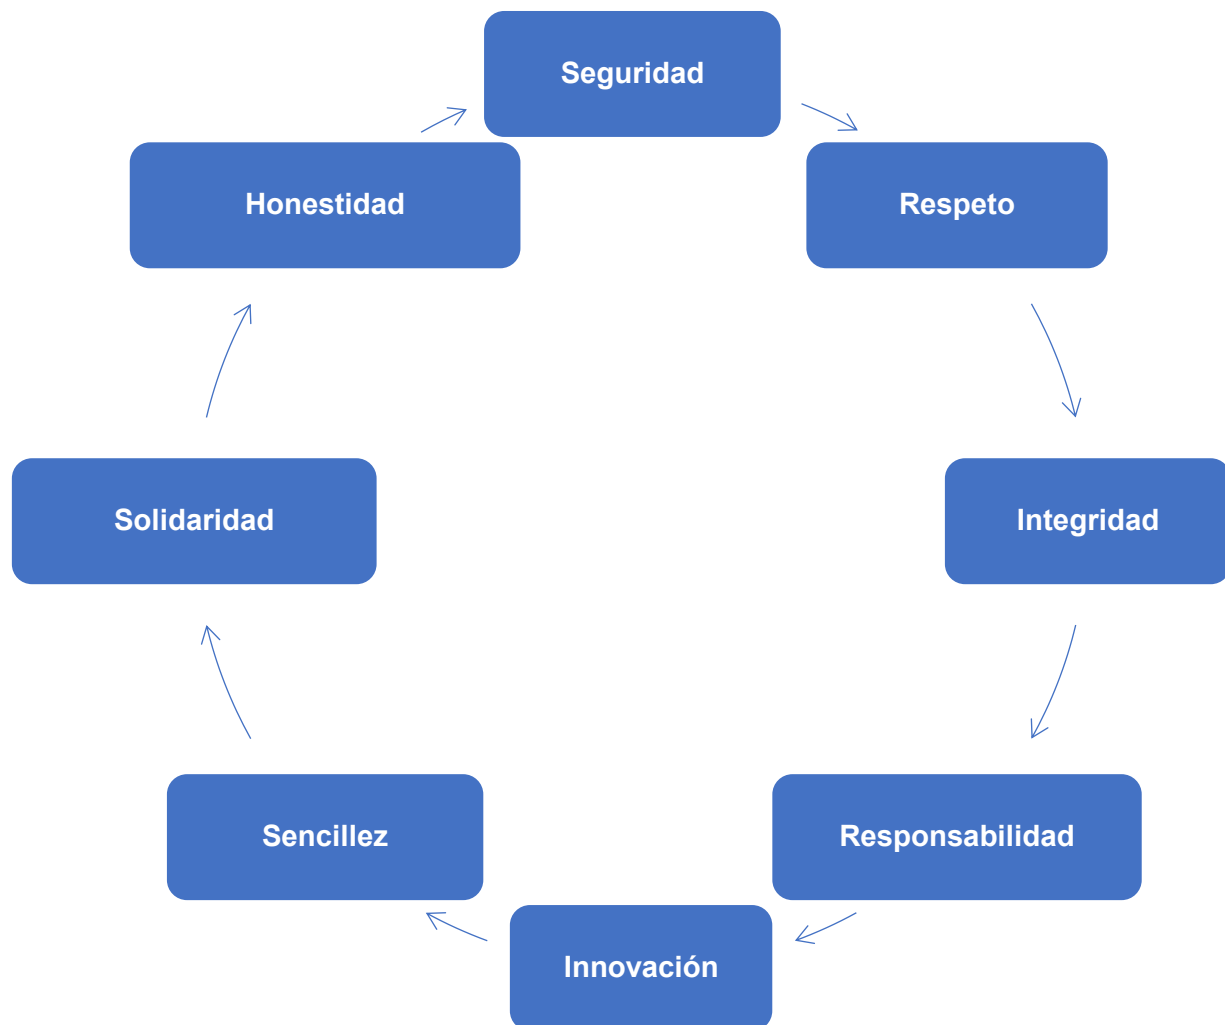 Seguridad
Respeto
Integridad
Responsabilidad
Innovación
Sencillez
Solidaridad
Honestidad